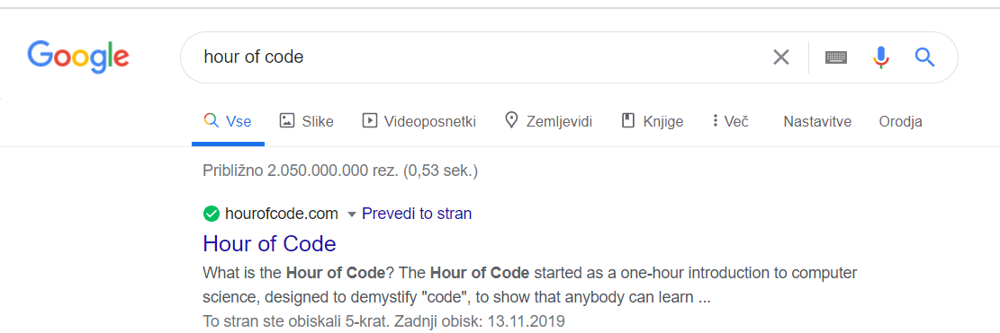 Google
hour of code
Vse Slike Videoposnetki Zemljevidi Knjige Več Nastavitve Orodja
Približno 2.050.000.000 rez. (0,53 sek.)
hourofcode.com Prevedi to stran
Hour of Code
What is the Hour of Code? The Hour of Code started as a one-hour introduction to computer
science, designed to demystify "code", to show that anybody can learn ...
To stran ste obiskali 5-krat. Zadnji obisk: 13.11.2019